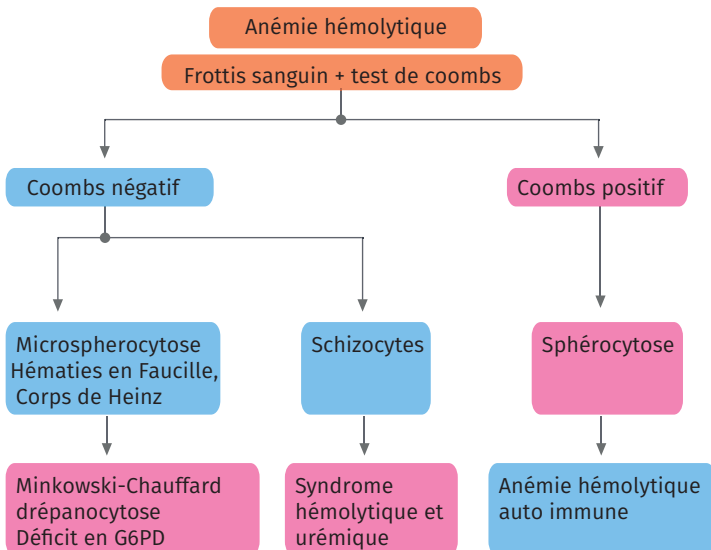 Anémie hémolytique
Frottis sanguin + test de coombs
Coombs négatif
Coombs positif
Microspherocytose
Hématies en Faucille,
Corps de Heinz
Schizocytes
Sphérocytose
Minkowski-Chauffard
drépanocytose
Déficit en G6PD
Syndrome
hémolytique et
urémique
Anémie hémolytique
auto immune